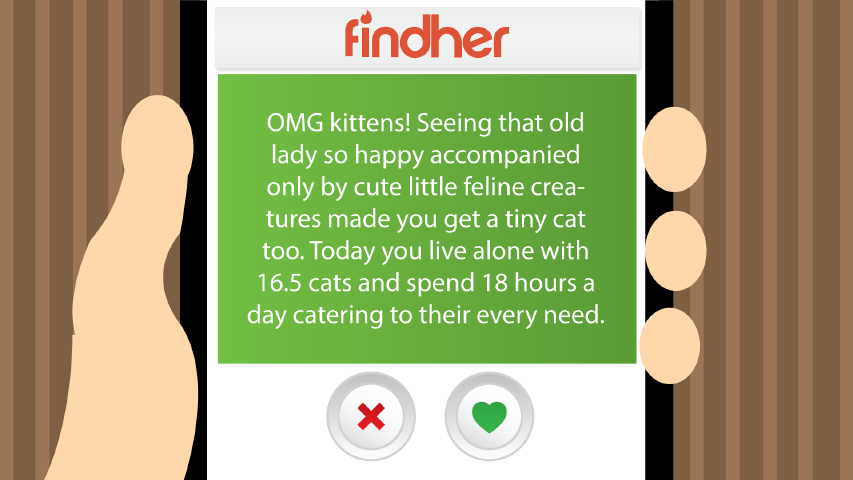 findher
OMG kittens! Seeing that old
lady so happy accompanied
only by cute little feline crea-
tures made you get a tiny cat
too. Today you live alone with
16.5 cats and spend 18 hours a
day catering to their every need.